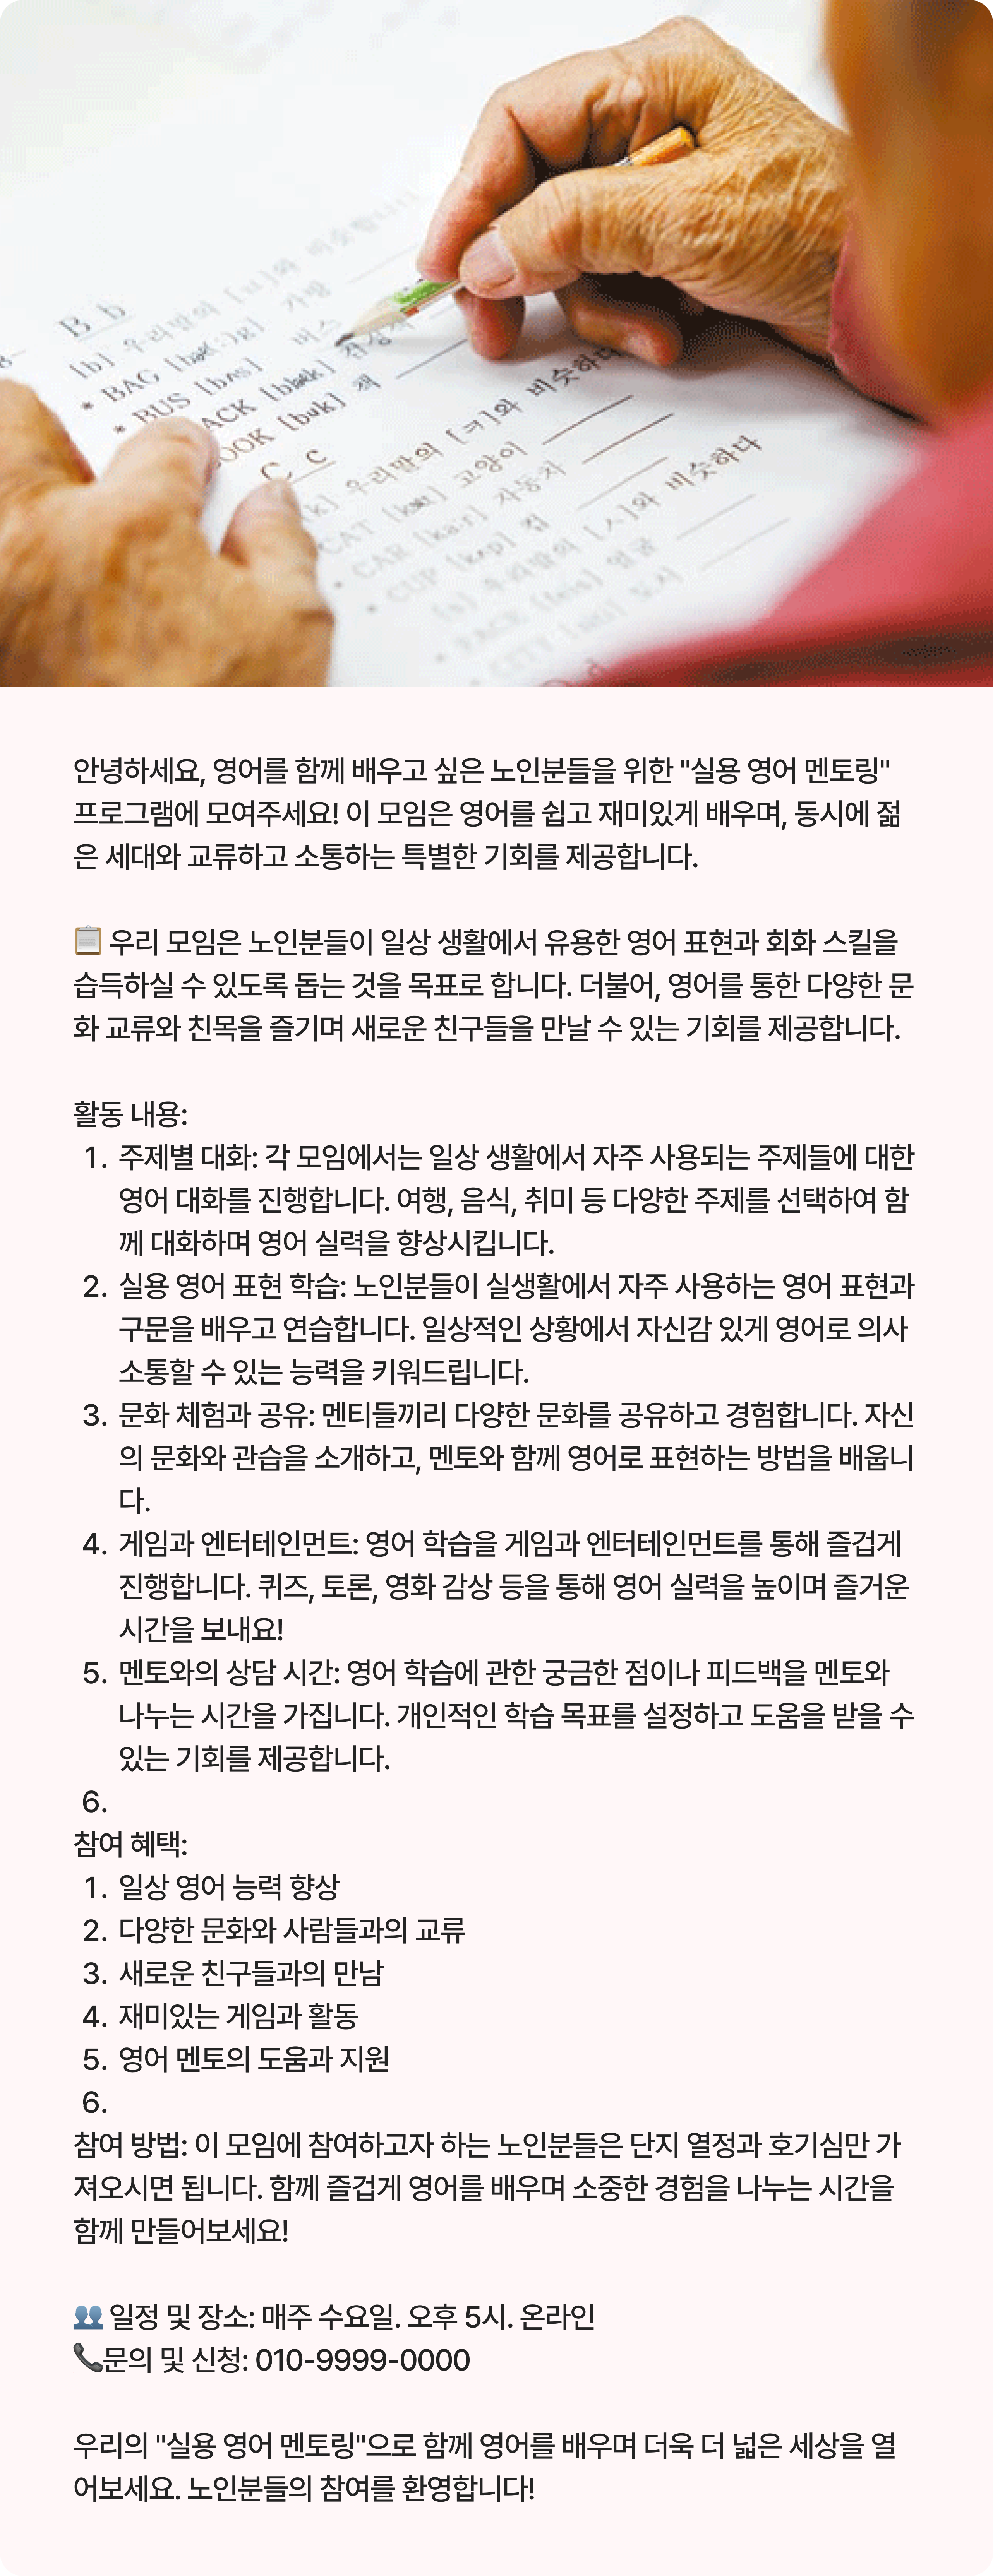 B b
[b] 우리말의 [ㅂ]와 비슷합니다
* BAG 가방
* BUS [bʌs] 버스
ACK
OOK [buk] 책
C c
[k] 우리말의 [ㅋ]와 비슷하다
CAT 고양이
* CAR [ka:r] 자동차
* CUP [kʌp] 컵
[s] 우리말의 [ㅅ]와 비슷하다
* FACE [feis] 얼굴
* CITY 도시
안녕하세요, 영어를 함께 배우고 싶은 노인분들을 위한 "실용 영어 멘토링"
프로그램에 모여주세요! 이 모임은 영어를 쉽고 재미있게 배우며, 동시에 젊
은 세대와 교류하고 소통하는 특별한 기회를 제공합니다.
📋 우리 모임은 노인분들이 일상 생활에서 유용한 영어 표현과 회화 스킬을
습득하실 수 있도록 돕는 것을 목표로 합니다. 더불어, 영어를 통한 다양한 문
화 교류와 친목을 즐기며 새로운 친구들을 만날 수 있는 기회를 제공합니다.
활동 내용:
1. 주제별 대화: 각 모임에서는 일상 생활에서 자주 사용되는 주제들에 대한
영어 대화를 진행합니다. 여행, 음식, 취미 등 다양한 주제를 선택하여 함
께 대화하며 영어 실력을 향상시킵니다.
2. 실용 영어 표현 학습: 노인분들이 실생활에서 자주 사용하는 영어 표현과
구문을 배우고 연습합니다. 일상적인 상황에서 자신감 있게 영어로 의사
소통할 수 있는 능력을 키워드립니다.
3. 문화 체험과 공유: 멘티들끼리 다양한 문화를 공유하고 경험합니다. 자신
의 문화와 관습을 소개하고, 멘토와 함께 영어로 표현하는 방법을 배웁니
다.
4. 게임과 엔터테인먼트: 영어 학습을 게임과 엔터테인먼트를 통해 즐겁게
진행합니다. 퀴즈, 토론, 영화 감상 등을 통해 영어 실력을 높이며 즐거운
시간을 보내요!
5. 멘토와의 상담 시간: 영어 학습에 관한 궁금한 점이나 피드백을 멘토와
나누는 시간을 가집니다. 개인적인 학습 목표를 설정하고 도움을 받을 수
있는 기회를 제공합니다.
6.
참여 혜택:
1. 일상 영어 능력 향상
2. 다양한 문화와 사람들과의 교류
3. 새로운 친구들과의 만남
4. 재미있는 게임과 활동
5. 영어 멘토의 도움과 지원
6.
참여 방법: 이 모임에 참여하고자 하는 노인분들은 단지 열정과 호기심만 가
져오시면 됩니다. 함께 즐겁게 영어를 배우며 소중한 경험을 나누는 시간을
함께 만들어보세요!
👥 일정 및 장소: 매주 수요일. 오후 5시. 온라인
📞문의 및 신청: 010-9999-0000
우리의 "실용 영어 멘토링"으로 함께 영어를 배우며 더욱 더 넓은 세상을 열
어보세요. 노인분들의 참여를 환영합니다!